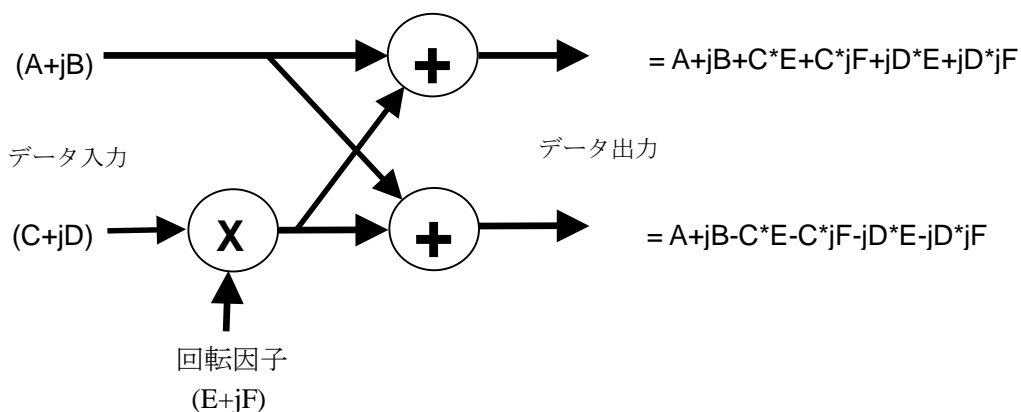 (A+jB)
+
= A+jB+C*E+C*jF+jD*E+jD*jF
データ入力
データ出力
(C+jD)
X
+
= A+jB-C*E-C*jF-jD*E-jD*jF
回転因子
(E+jF)